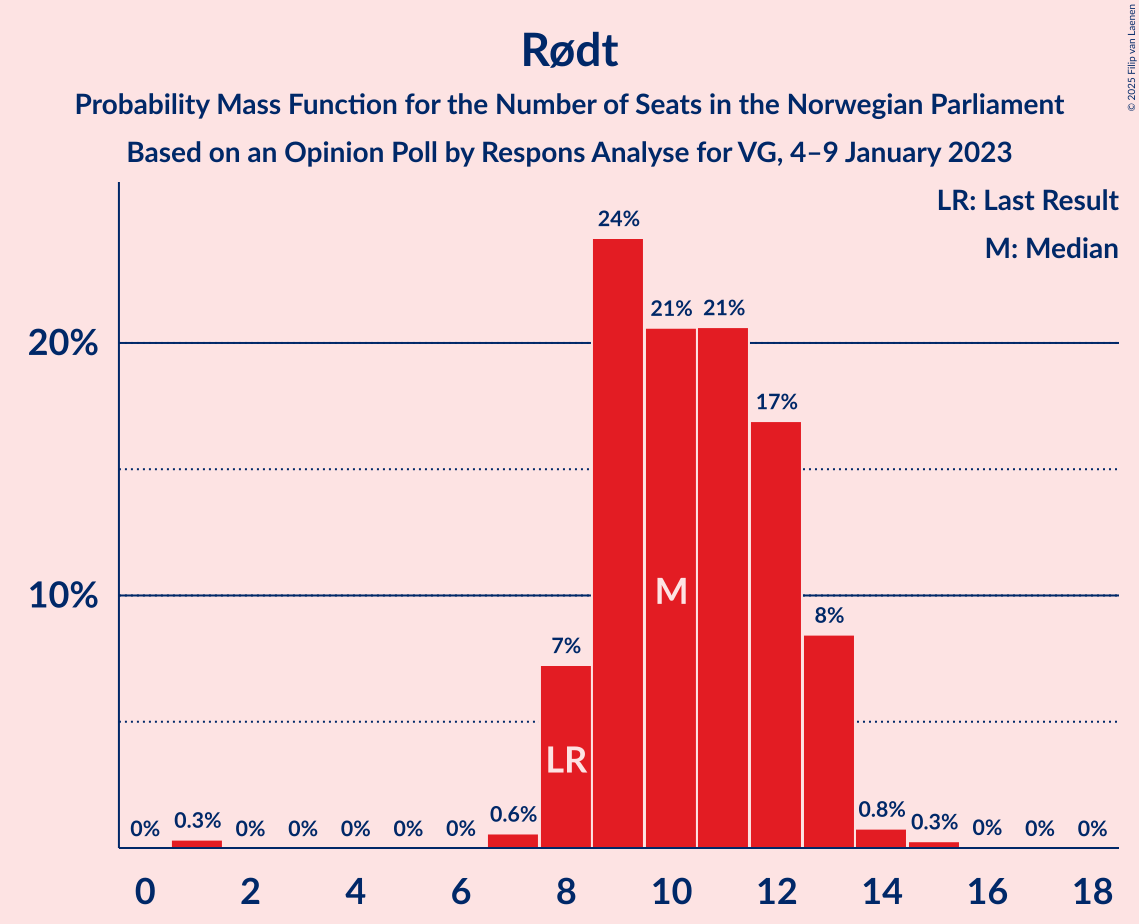 Rødt
Probability Mass Function for the Number of Seats in the Norwegian Parliament
Based on an Opinion Poll by Respons Analyse for VG, 4–9 January 2023
© 2025 Filip van Laenen
LR: Last Result
M: Median
20%
10%
0%
0.3%
0%
0%
0%
0%
0%
0.6%
7%
24%
21%
21%
17%
8%
0.8%
0.3%
0%
0%
0%
LR
M
0 2 4 6 8 10 12 14 16 18